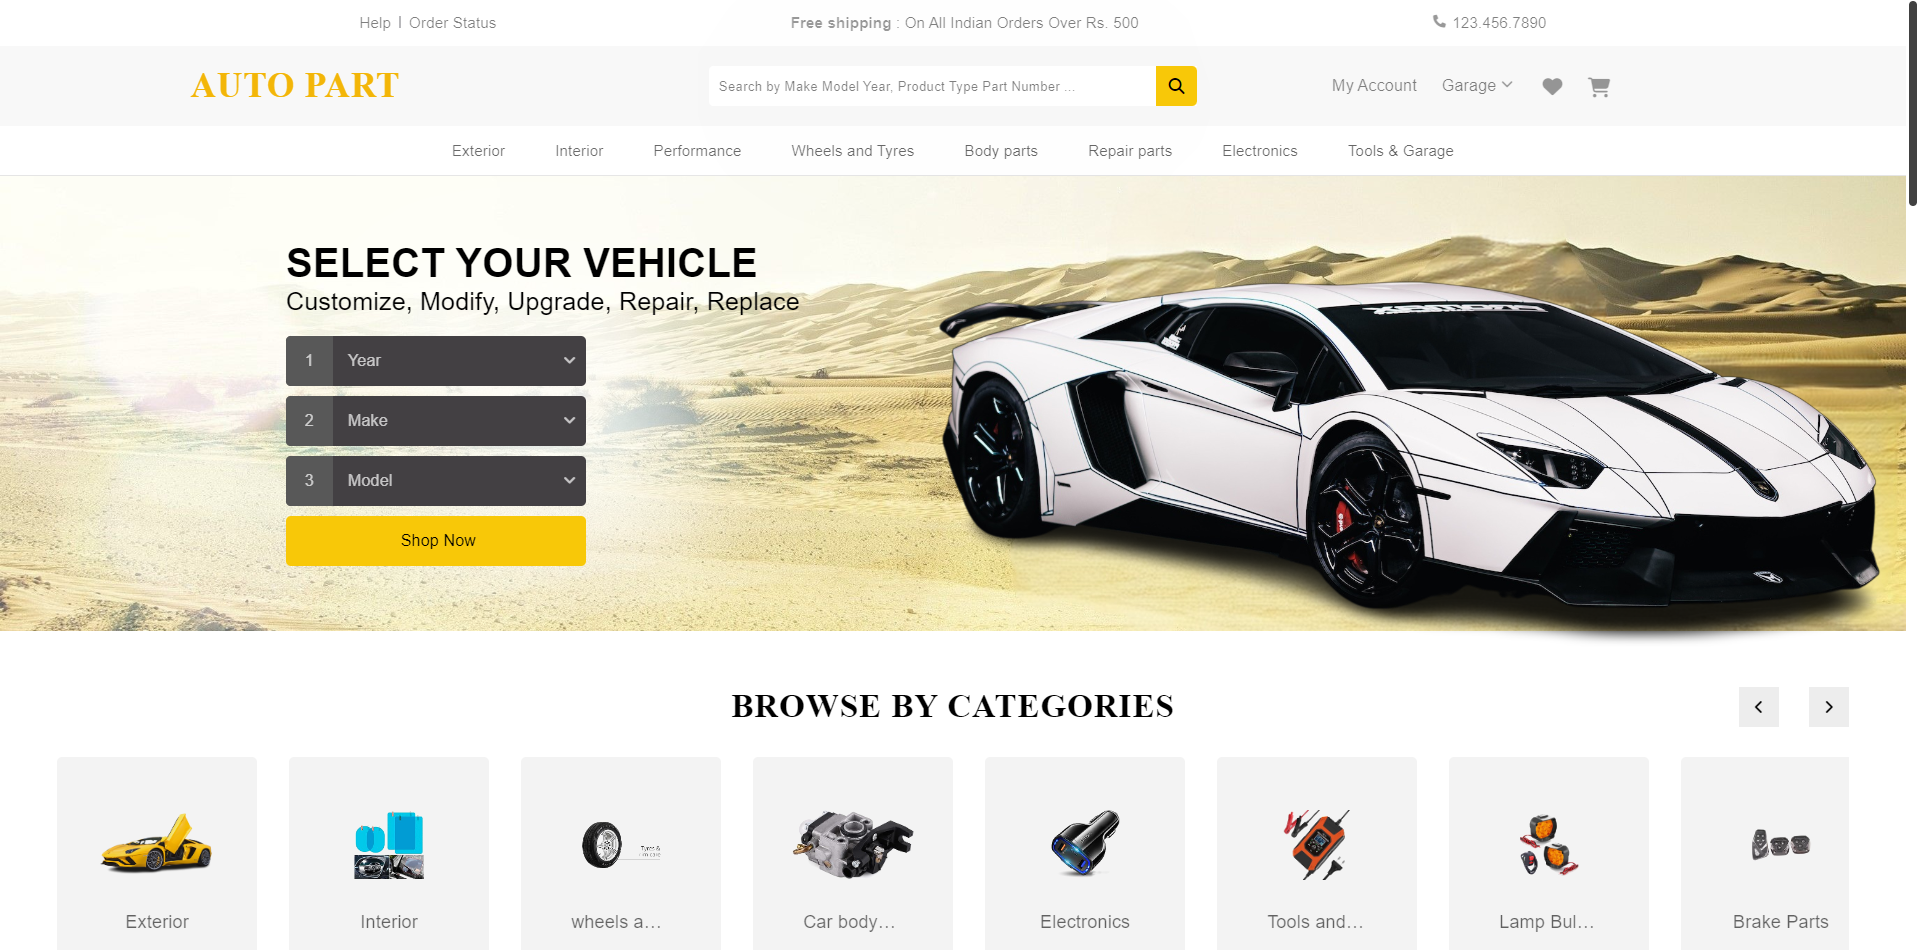 Help | Order Status
Free shipping : On All Indian Orders Over Rs. 500
123.456.7890
AUTO PART
Search by Make Model Year, Product Type Part Number ...
My Account
Garage
Exterior
Interior
Performance
Wheels and Tyres
Body parts
Repair parts
Electronics
Tools & Garage
SELECT YOUR VEHICLE
Customize, Modify, Upgrade, Repair, Replace
1 Year
2 Make
3 Model
Shop Now
BROWSE BY CATEGORIES
Tyres &
Exterior
Interior
wheels a...
Car body...
Electronics
Tools and...
Lamp Bul...
Brake Parts